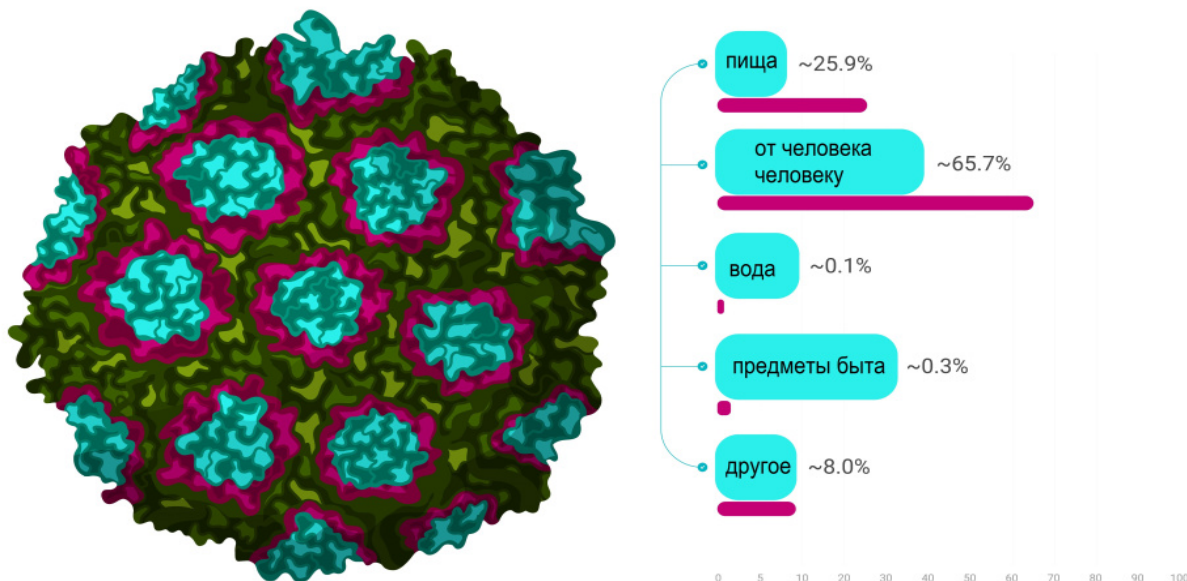 пища ~25.9%
от человека
человеку
~65.7%
вода ~0.1%
предметы быта ~0.3%
другое ~8.0%
0 5 10 20 30 40 50 60 70 80 90 100